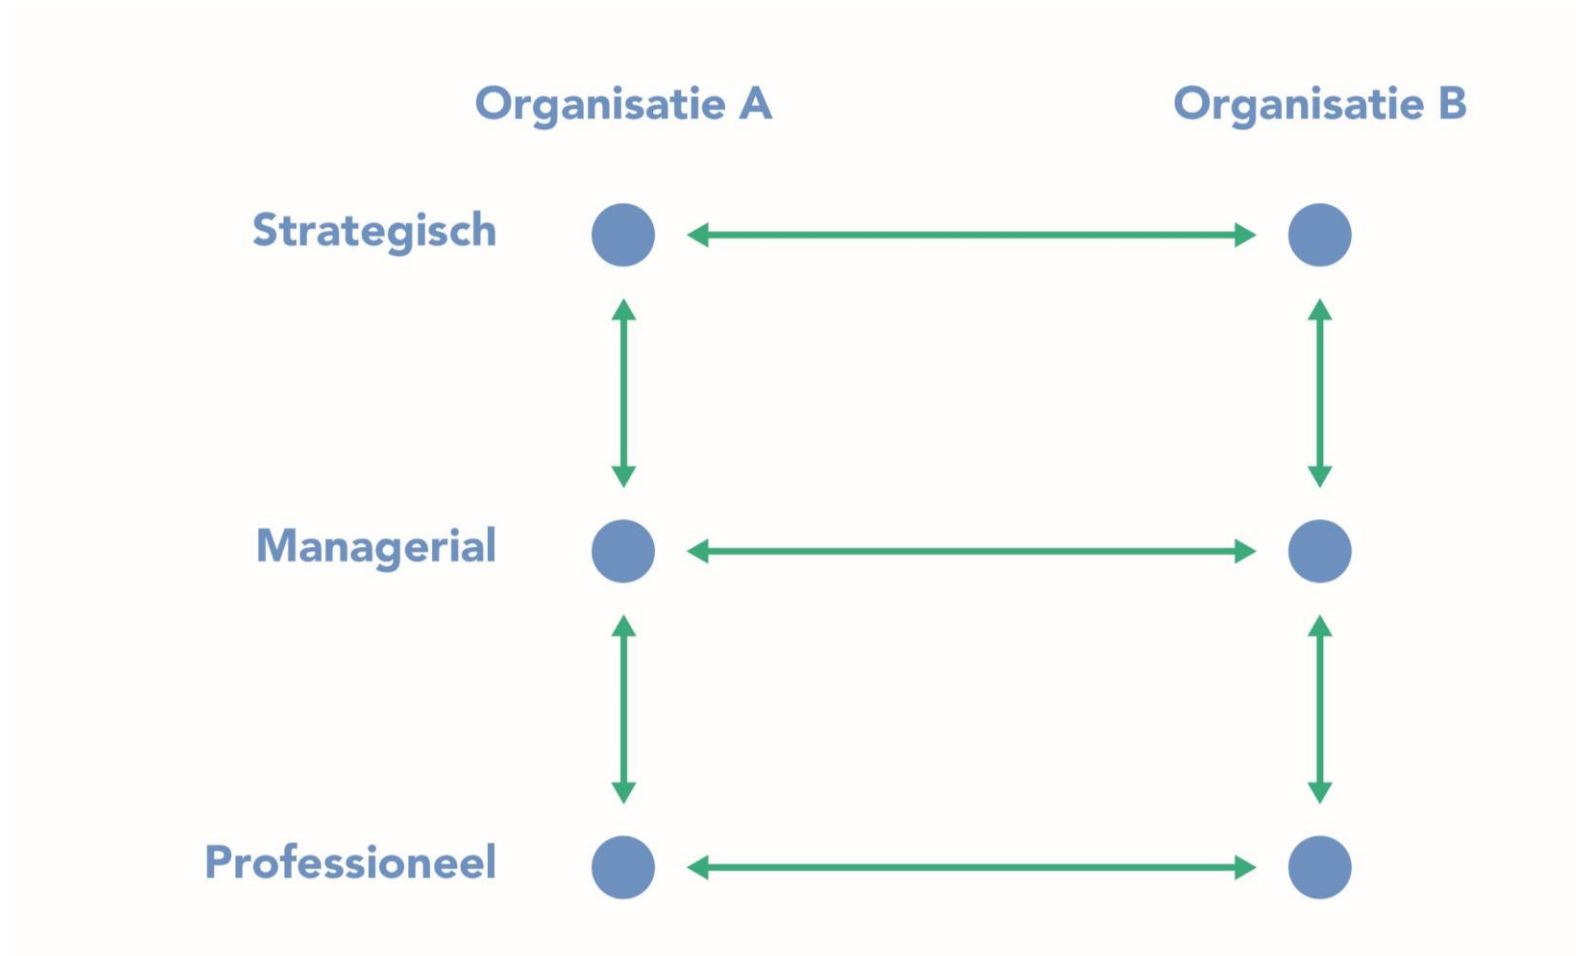 Organisatie A
Organisatie B
Strategisch
Managerial
Professioneel